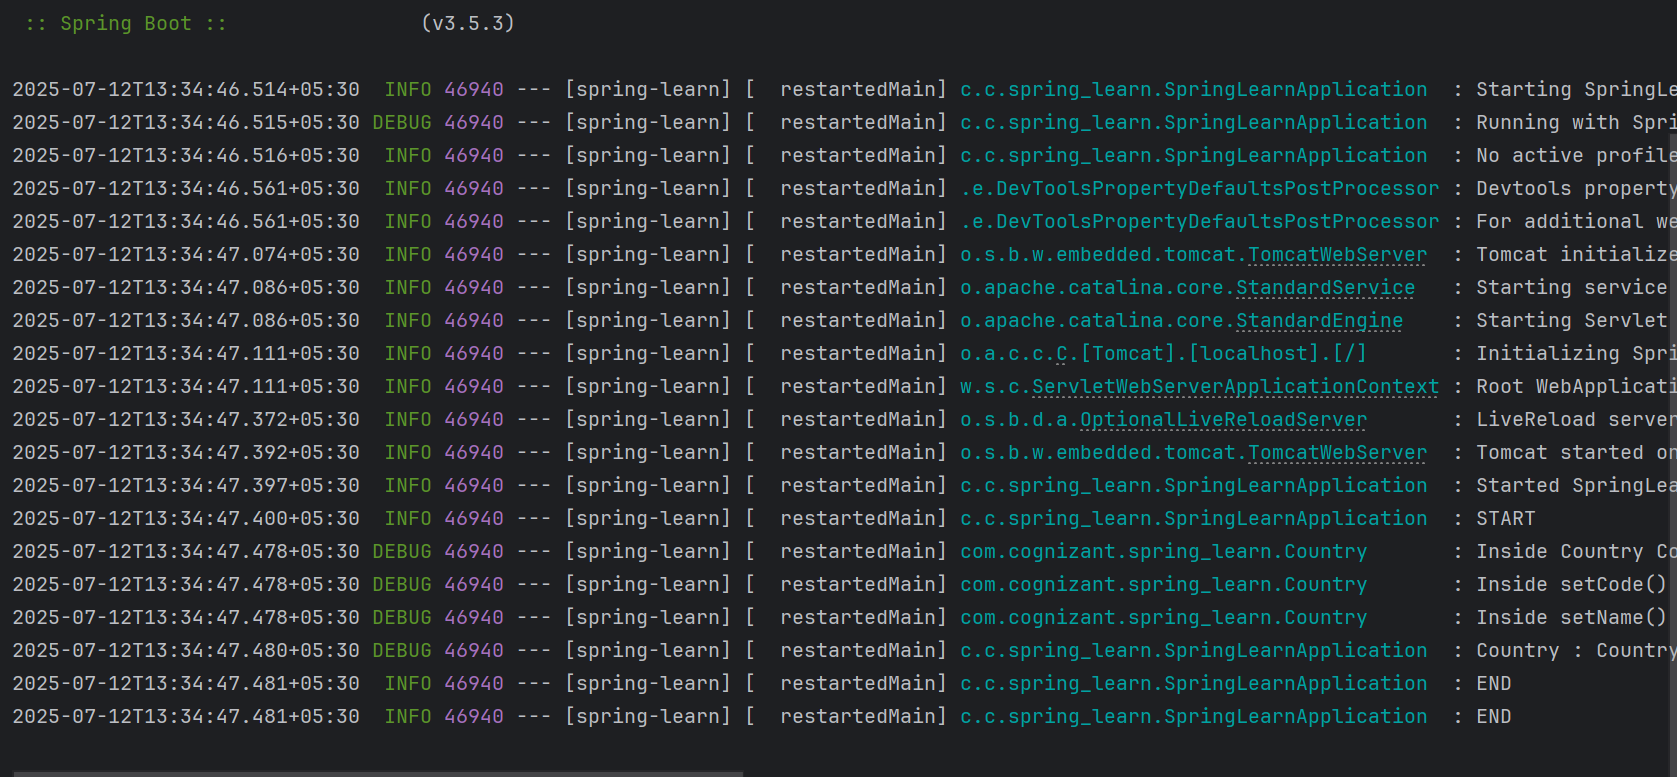 :: Spring Boot :: (v3.5.3)
2025-07-12T13:34:46.514+05:30 INFO 46940 --- [spring-learn] [ restartedMain] c.c.spring_learn.SpringLearnApplication : Starting SpringLe
2025-07-12T13:34:46.515+05:30 DEBUG 46940 --- [spring-learn] [ restartedMain] c.c.spring_learn.SpringLearnApplication : Running with Spri
2025-07-12T13:34:46.516+05:30 INFO 46940 --- [spring-learn] [ restartedMain] c.c.spring_learn.SpringLearnApplication : No active profile
2025-07-12T13:34:46.561+05:30 INFO 46940 --- [spring-learn] [ restartedMain] .e.DevToolsPropertyDefaultsPostProcessor : Devtools property
2025-07-12T13:34:46.561+05:30 INFO 46940 --- [spring-learn] [ restartedMain] .e.DevToolsPropertyDefaultsPostProcessor : For additional we
2025-07-12T13:34:47.074+05:30 INFO 46940 --- [spring-learn] [ restartedMain] o.s.b.w.embedded.tomcat.TomcatWebServer : Tomcat initialize
2025-07-12T13:34:47.086+05:30 INFO 46940 --- [spring-learn] [ restartedMain] o.apache.catalina.core.StandardService : Starting service
2025-07-12T13:34:47.086+05:30 INFO 46940 --- [spring-learn] [ restartedMain] o.apache.catalina.core.StandardEngine : Starting Servlet
2025-07-12T13:34:47.111+05:30 INFO 46940 --- [spring-learn] [ restartedMain] o.a.c.c.C.[Tomcat].[localhost].[/] : Initializing Spri
2025-07-12T13:34:47.111+05:30 INFO 46940 --- [spring-learn] [ restartedMain] w.s.c.ServletWebServerApplicationContext : Root WebApplicati
2025-07-12T13:34:47.372+05:30 INFO 46940 --- [spring-learn] [ restartedMain] o.s.b.d.a.OptionalLiveReloadServer : LiveReload server
2025-07-12T13:34:47.392+05:30 INFO 46940 --- [spring-learn] [ restartedMain] o.s.b.w.embedded.tomcat.TomcatWebServer : Tomcat started on
2025-07-12T13:34:47.397+05:30 INFO 46940 --- [spring-learn] [ restartedMain] c.c.spring_learn.SpringLearnApplication : Started SpringLea
2025-07-12T13:34:47.400+05:30 INFO 46940 --- [spring-learn] [ restartedMain] c.c.spring_learn.SpringLearnApplication : START
2025-07-12T13:34:47.478+05:30 DEBUG 46940 --- [spring-learn] [ restartedMain] com.cognizant.spring_learn.Country : Inside Country Co
2025-07-12T13:34:47.478+05:30 DEBUG 46940 --- [spring-learn] [ restartedMain] com.cognizant.spring_learn.Country : Inside setCode()
2025-07-12T13:34:47.478+05:30 DEBUG 46940 --- [spring-learn] [ restartedMain] com.cognizant.spring_learn.Country : Inside setName()
2025-07-12T13:34:47.480+05:30 DEBUG 46940 --- [spring-learn] [ restartedMain] c.c.spring_learn.SpringLearnApplication : Country : Country
2025-07-12T13:34:47.481+05:30 INFO 46940 --- [spring-learn] [ restartedMain] c.c.spring_learn.SpringLearnApplication : END
2025-07-12T13:34:47.481+05:30 INFO 46940 --- [spring-learn] [ restartedMain] c.c.spring_learn.SpringLearnApplication : END